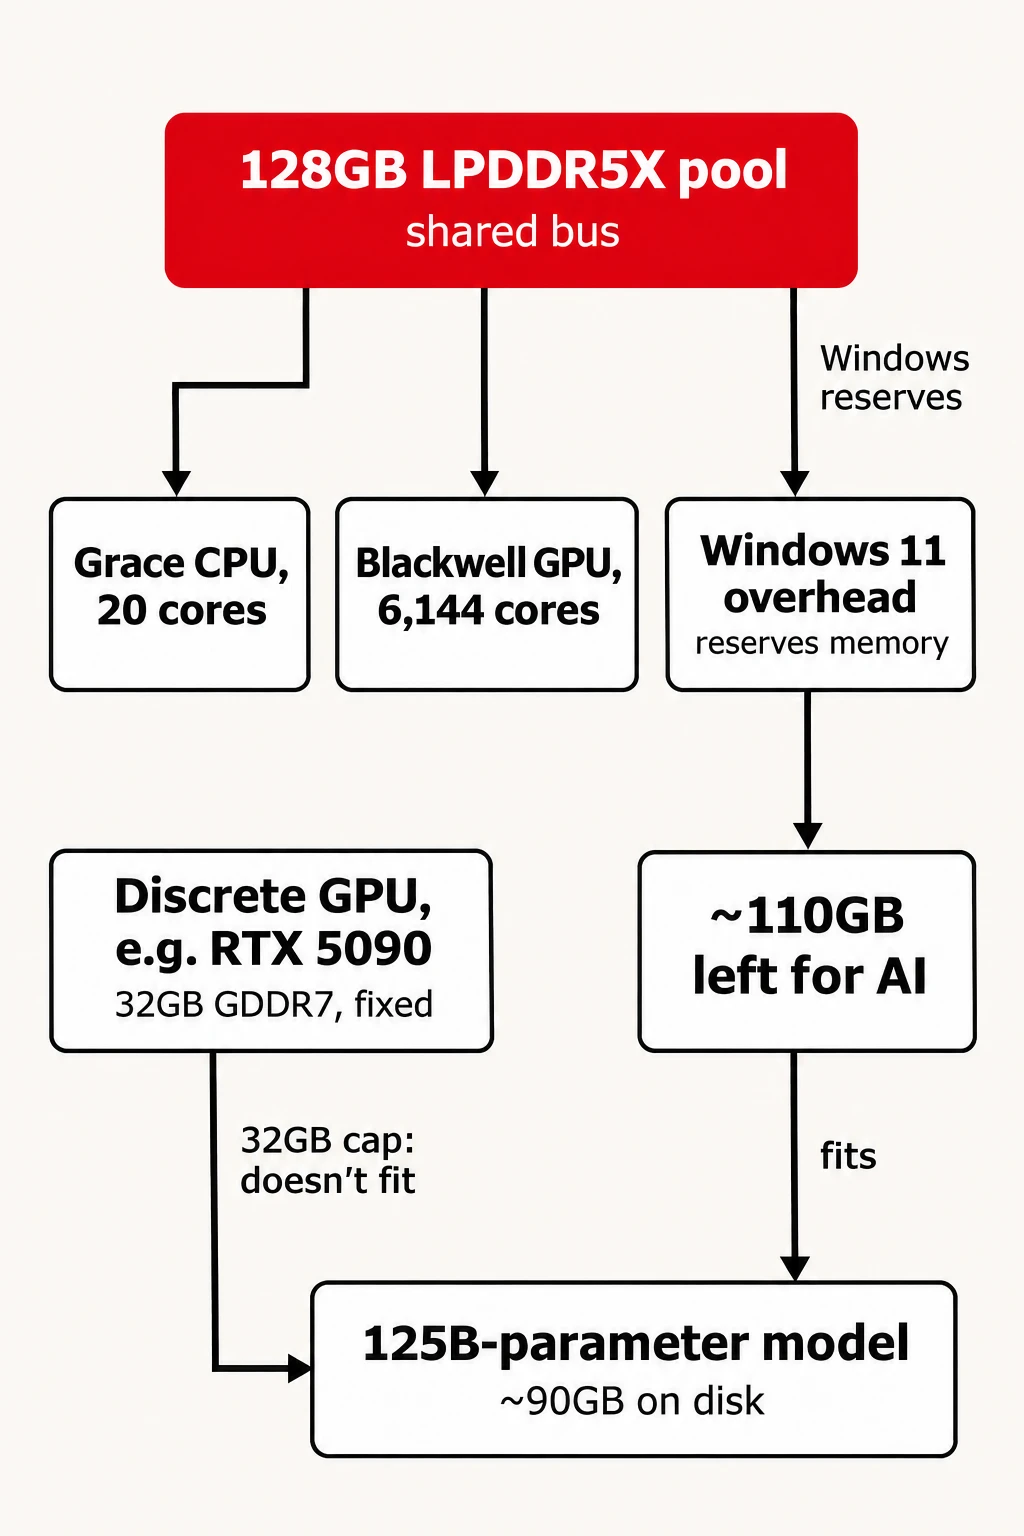 128GB LPDDR5X pool
shared bus
Windows
reserves
Grace CPU,
20 cores
Blackwell GPU,
6,144 cores
Windows 11
overhead
reserves memory
Discrete GPU,
e.g. RTX 5090
32GB GDDR7, fixed
~110GB
left for AI
32GB cap:
doesn't fit
fits
125B-parameter model
~90GB on disk